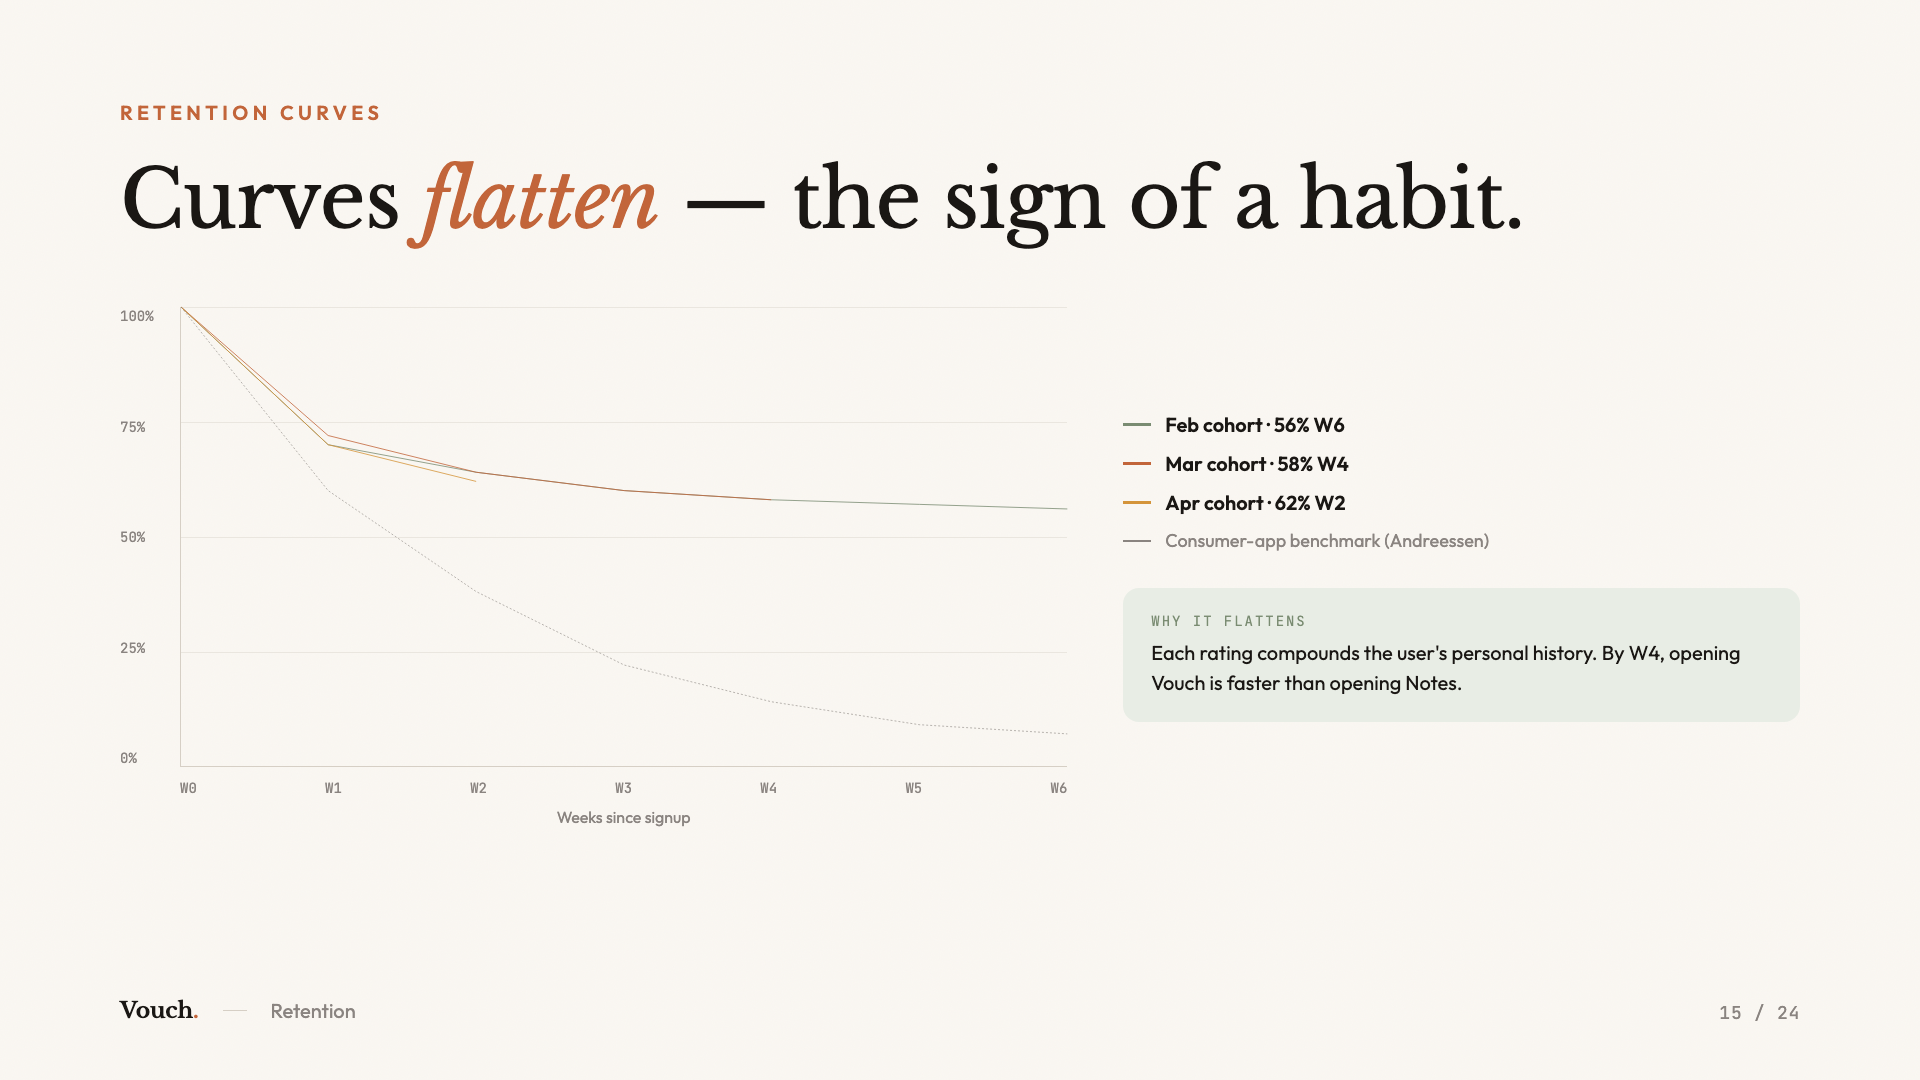 RETENTION CURVES
Curves flatten — the sign of a habit.
100%
75%
50%
25%
0%
W0 W1 W2 W3 W4 W5 W6
Weeks since signup
Feb cohort · 56% W6
Mar cohort · 58% W4
Apr cohort · 62% W2
Consumer-app benchmark (Andreessen)
WHY IT FLATTENS
Each rating compounds the user's personal history. By W4, opening
Vouch is faster than opening Notes.
Vouch. — Retention
15 / 24